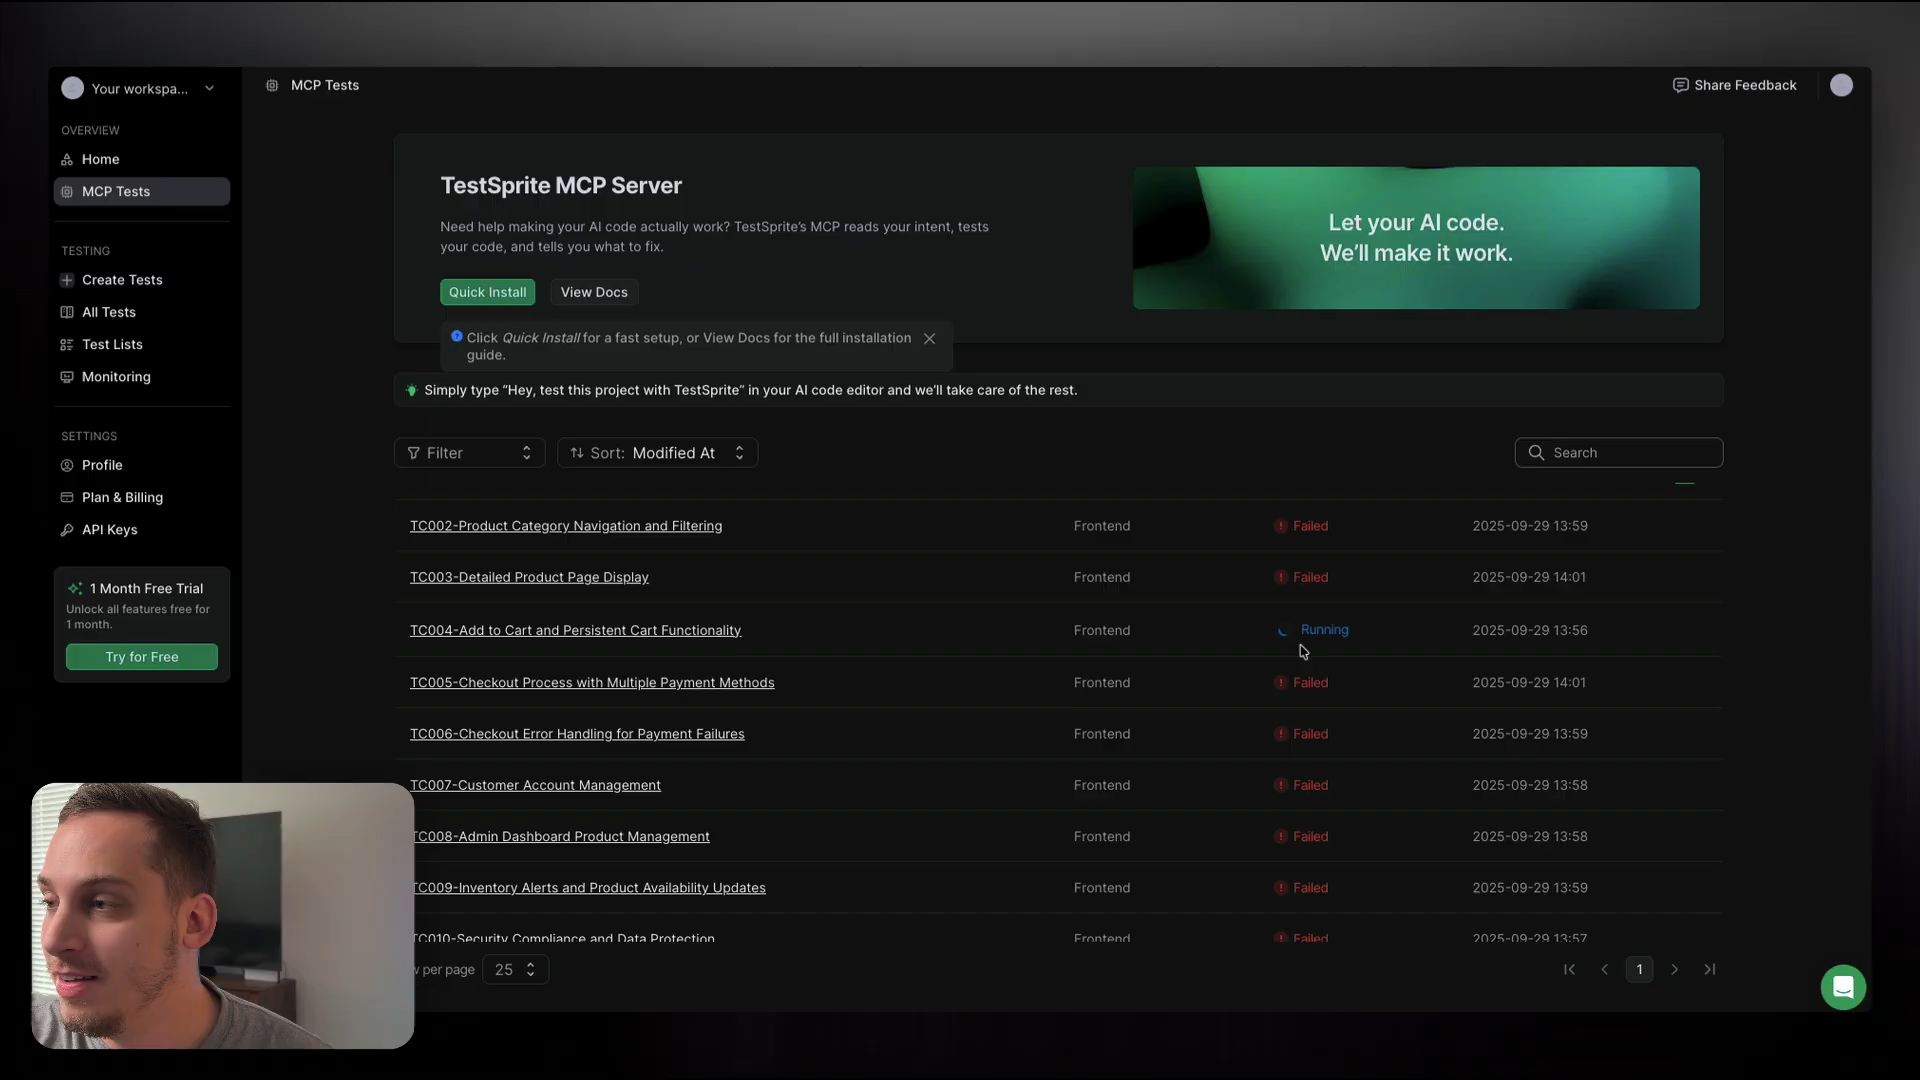 Your workspa...
MCP Tests
Share Feedback
OVERVIEW
Home
MCP Tests
TESTING
Create Tests
All Tests
Test Lists
Monitoring
SETTINGS
Profile
Plan & Billing
API Keys
1 Month Free Trial
Unlock all features free for
1 month.
Try for Free
TestSprite MCP Server
Need help making your AI code actually work? TestSprite’s MCP reads your intent, tests
your code, and tells you what to fix.
Quick Install View Docs
Let your AI code.
We’ll make it work.
Click Quick Install for a fast setup, or View Docs for the full installation
guide.
Simply type “Hey, test this project with TestSprite” in your AI code editor and we’ll take care of the rest.
Filter
Sort: Modified At
Search
TC002-Product Category Navigation and Filtering Frontend Failed 2025-09-29 13:59
TC003-Detailed Product Page Display Frontend Failed 2025-09-29 14:01
TC004-Add to Cart and Persistent Cart Functionality Frontend Running 2025-09-29 13:56
TC005-Checkout Process with Multiple Payment Methods Frontend Failed 2025-09-29 14:01
TC006-Checkout Error Handling for Payment Failures Frontend Failed 2025-09-29 13:59
TC007-Customer Account Management Frontend Failed 2025-09-29 13:58
TC008-Admin Dashboard Product Management Frontend Failed 2025-09-29 13:58
TC009-Inventory Alerts and Product Availability Updates Frontend Failed 2025-09-29 13:59
TC010-Security Compliance and Data Protection Frontend Failed 2025-09-29 13:57
per page 25
1